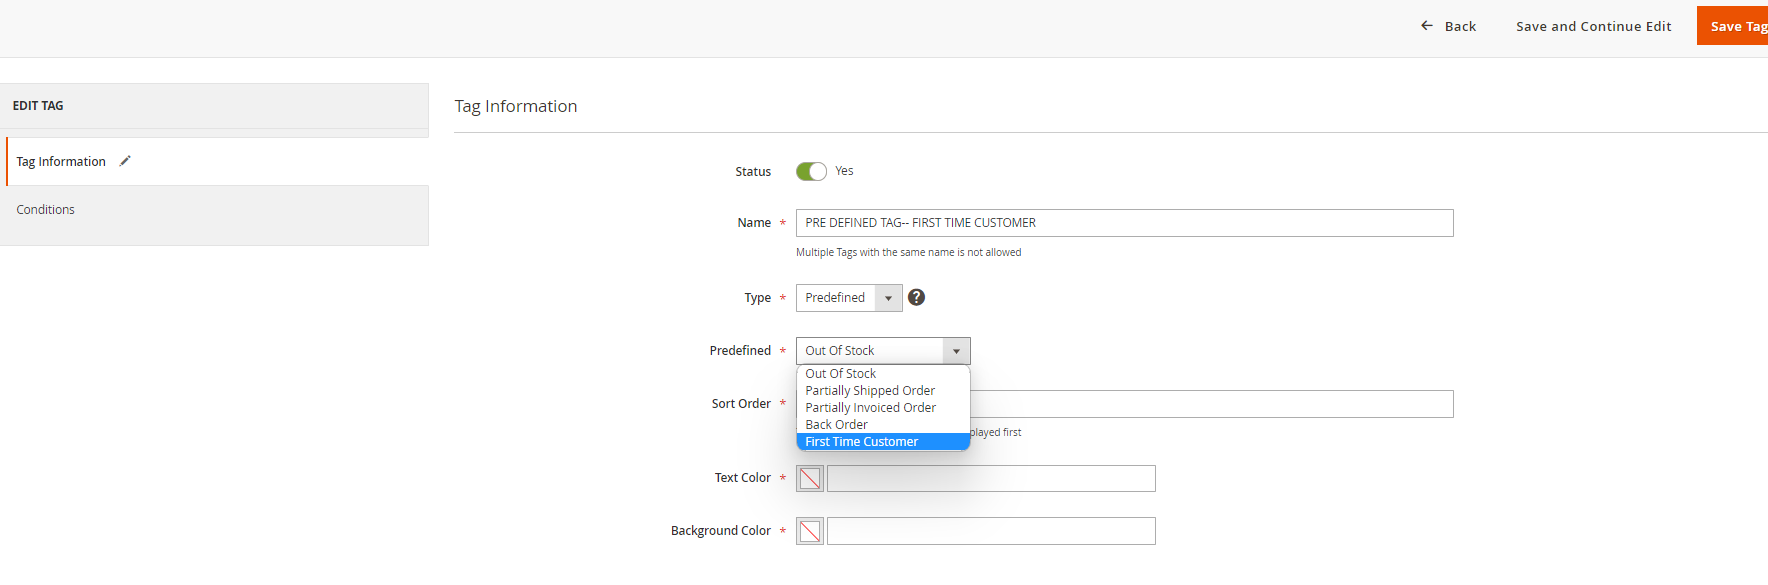 ← Back Save and Continue Edit Save Tag
EDIT TAG
Tag Information
Conditions
Tag Information
Status Yes
Name * PRE DEFINED TAG-- FIRST TIME CUSTOMER
Multiple Tags with the same name is not allowed
Type * Predefined ?
Predefined * Out Of Stock
Out Of Stock
Partially Shipped Order
Partially Invoiced Order
Back Order
First Time Customer
Sort Order *
played first
Text Color *
Background Color *